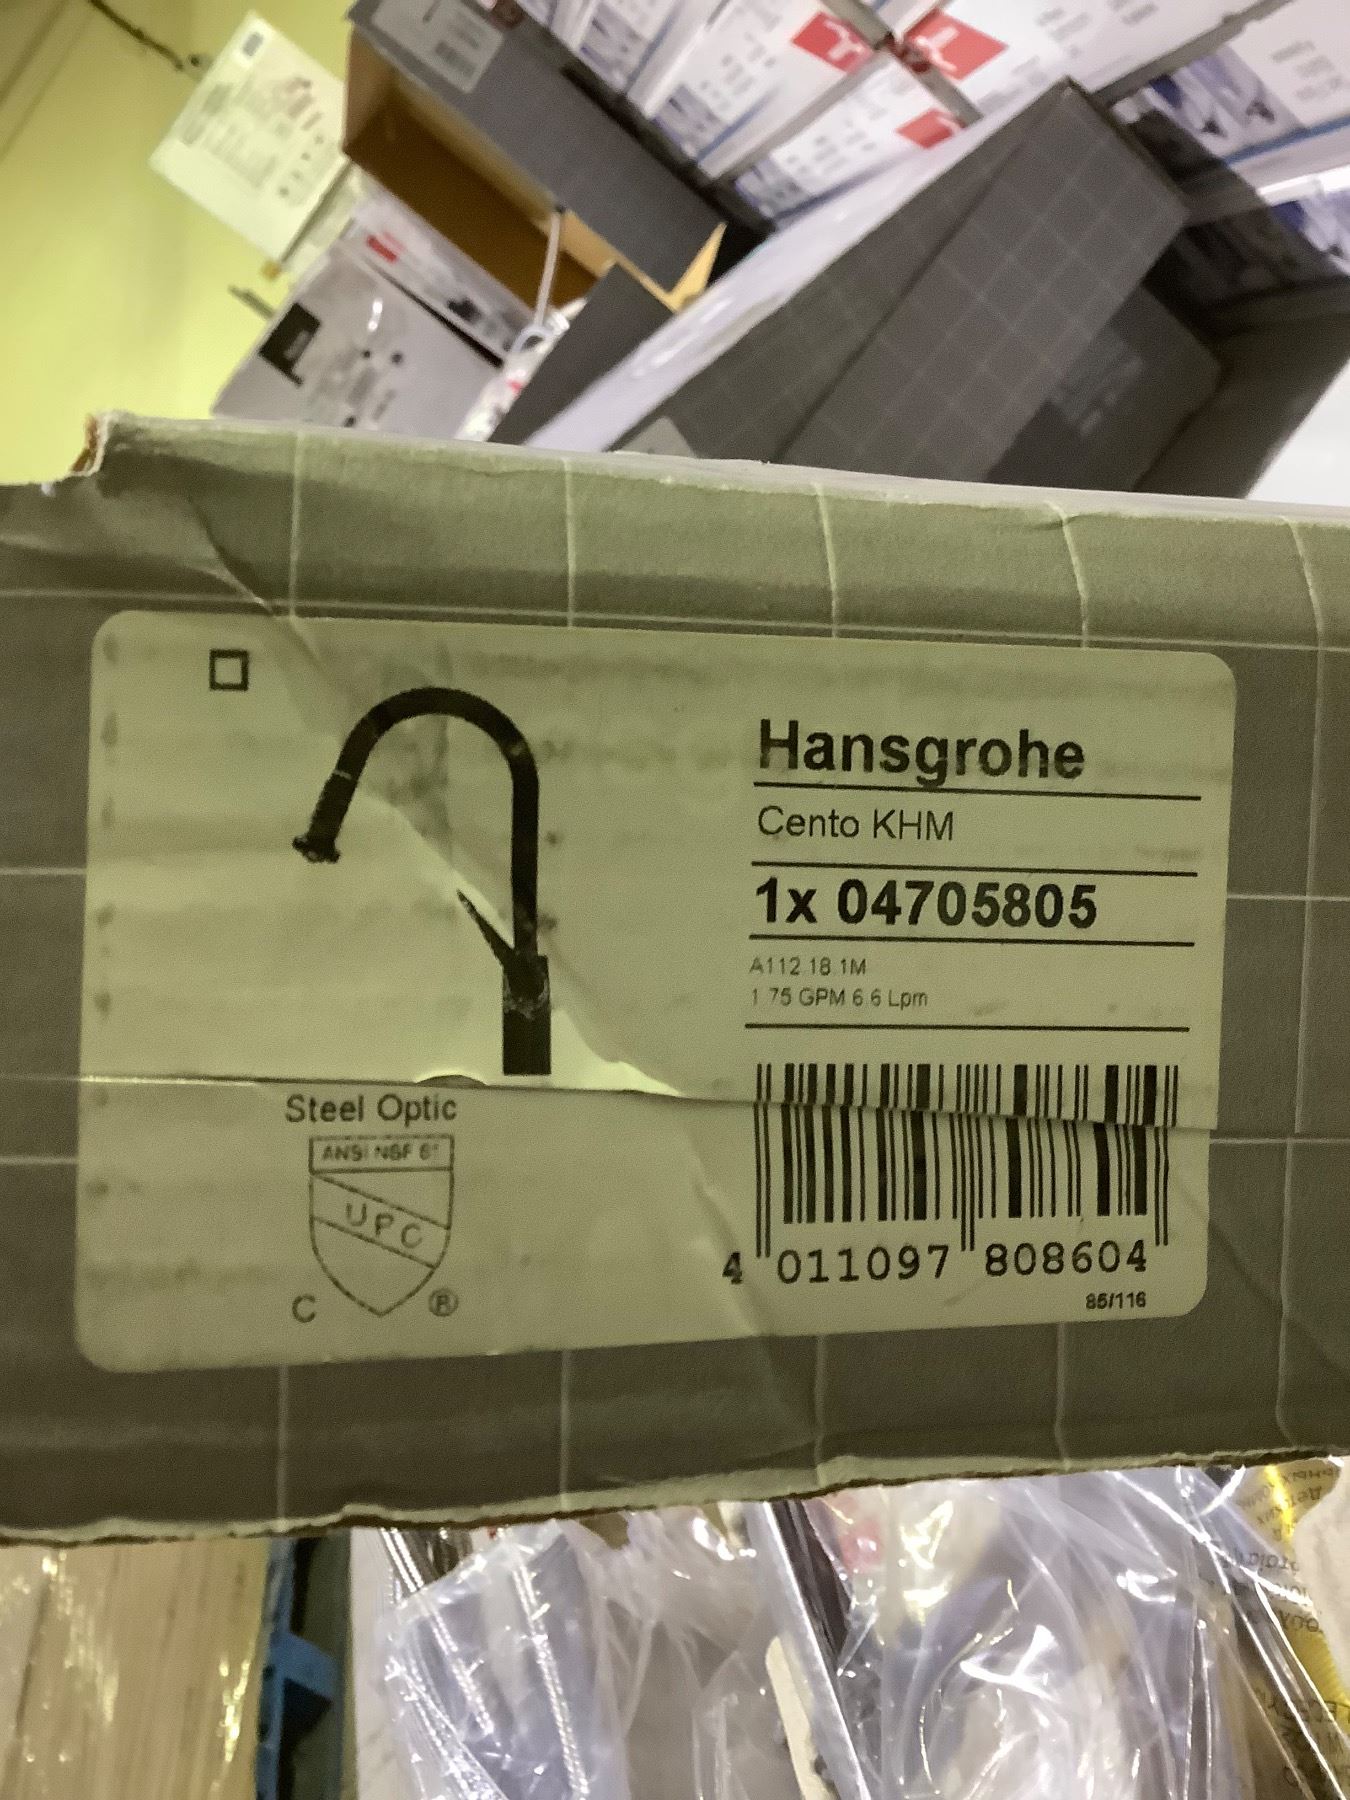 Hansgrohe
Cento KHM
1x 04705805
A112.18.1M
1.75 GPM 6.6 Lpm
Steel Optic
ANSI NSF 61
UPC
C ®
4 011097 808604
85/116